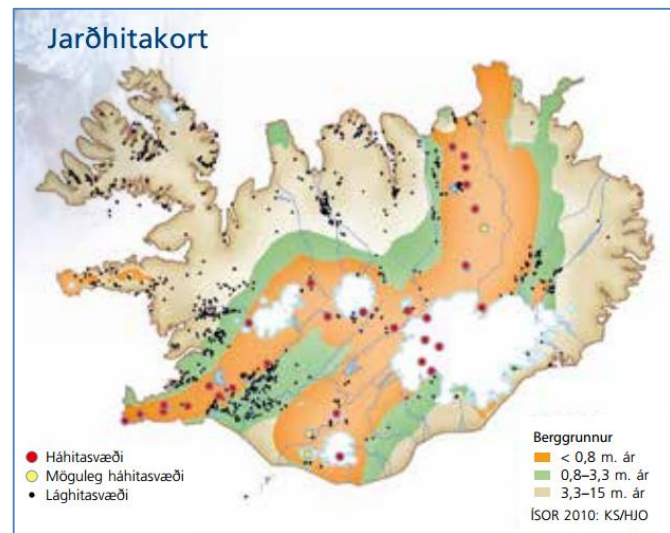 Jarðhitakort
Háhitasvæði
Möguleg háhitasvæði
Lághitasvæði
Berggrunnur
< 0,8 m. ár
0,8–3,3 m. ár
3,3–15 m. ár
ÍSOR 2010: KS/HJO